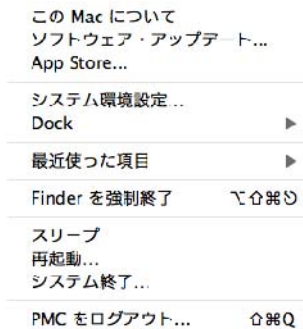 この Mac について
ソフトウェア・アップデート...
App Store...
システム環境設定...
Dock ▶
最近使った項目 ▶
Finder を強制終了 ⌥⇧⌘⎋
スリープ
再起動...
システム終了...
PMC をログアウト... ⇧⌘Q